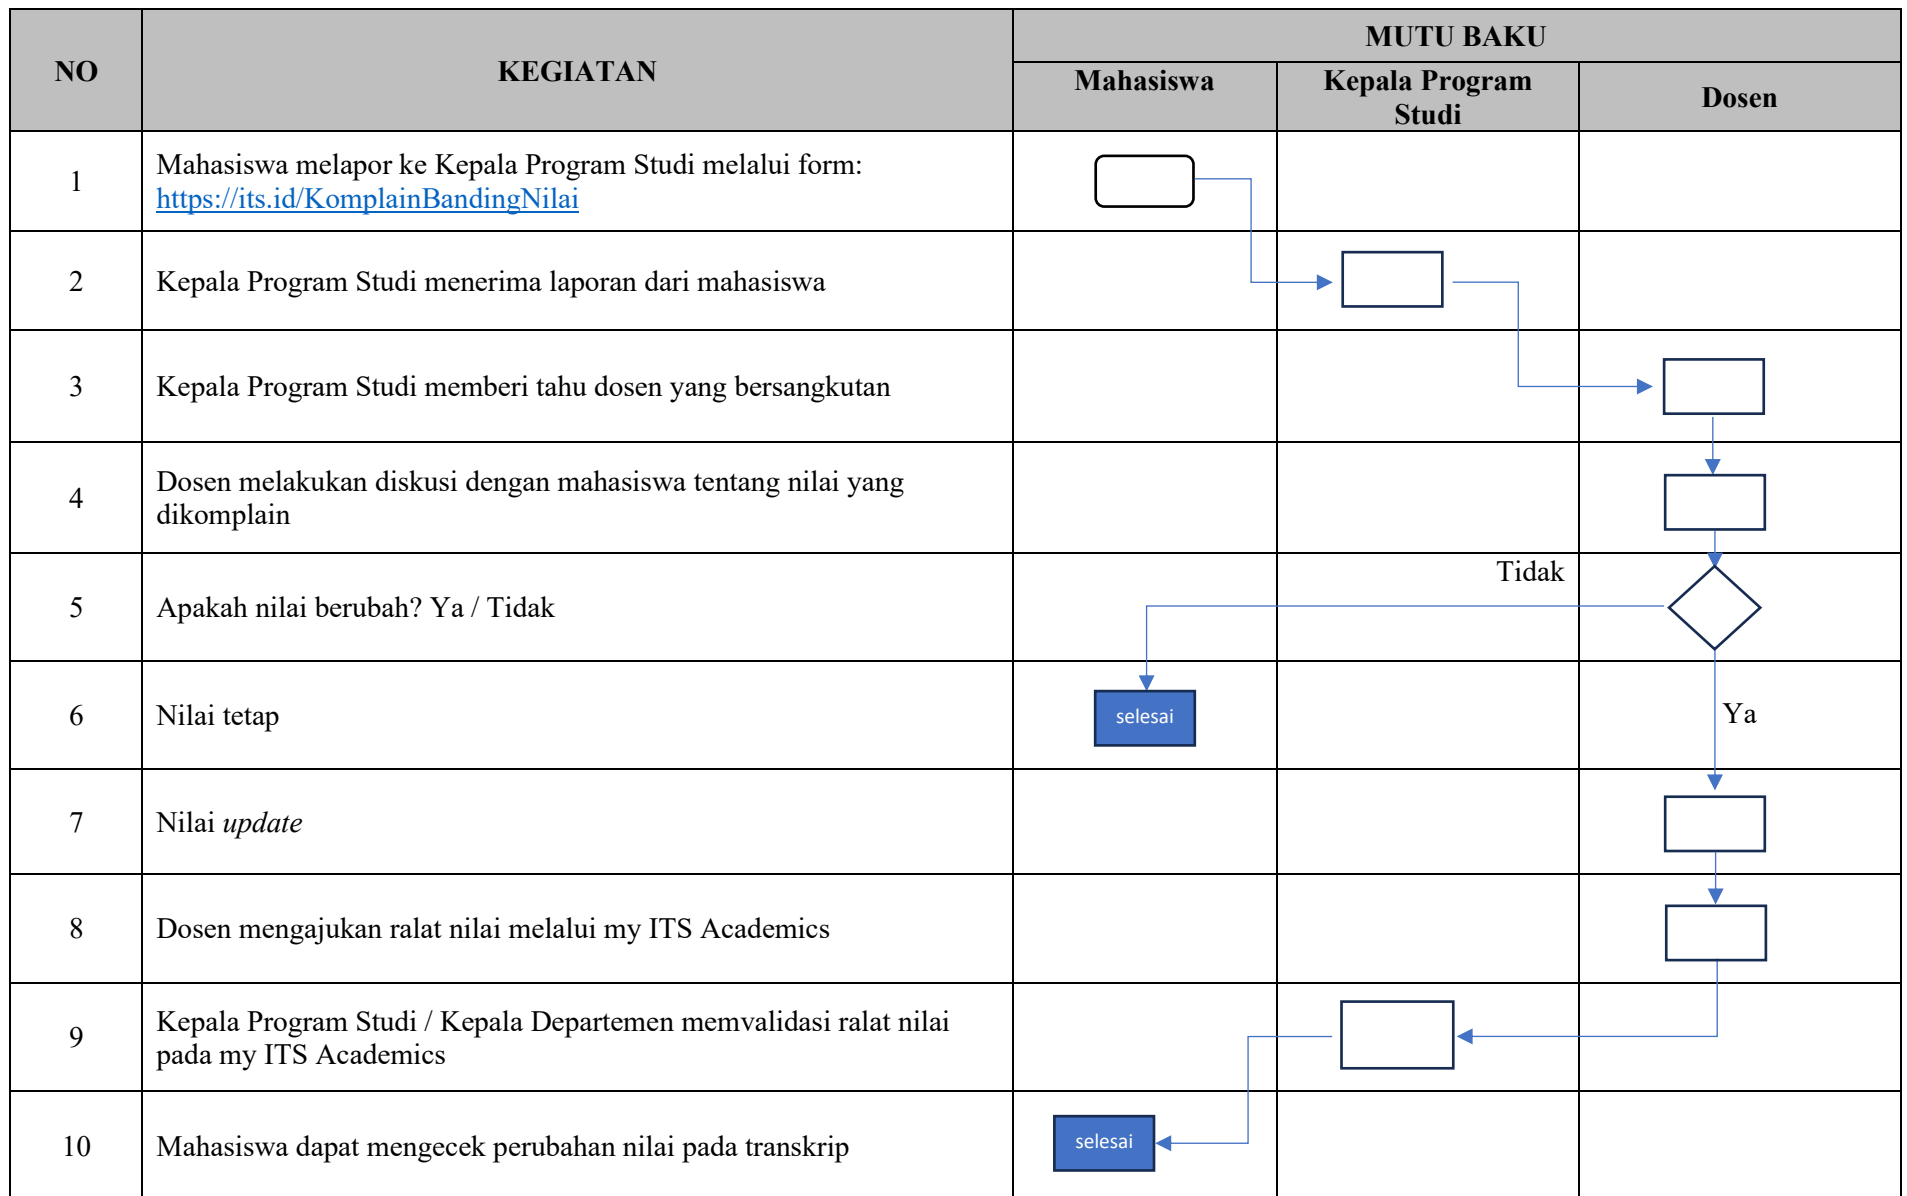 NO
KEGIATAN
MUTU BAKU
Mahasiswa
Kepala Program
Studi
Dosen
1
Mahasiswa melapor ke Kepala Program Studi melalui form:
https://its.id/KomplainBandingNilai
2
Kepala Program Studi menerima laporan dari mahasiswa
3
Kepala Program Studi memberi tahu dosen yang bersangkutan
4
Dosen melakukan diskusi dengan mahasiswa tentang nilai yang
dikomplain
5
Apakah nilai berubah? Ya / Tidak
Tidak
6
Nilai tetap
selesai
Ya
7
Nilai update
8
Dosen mengajukan ralat nilai melalui my ITS Academics
9
Kepala Program Studi / Kepala Departemen memvalidasi ralat nilai
pada my ITS Academics
10
Mahasiswa dapat mengecek perubahan nilai pada transkrip
selesai